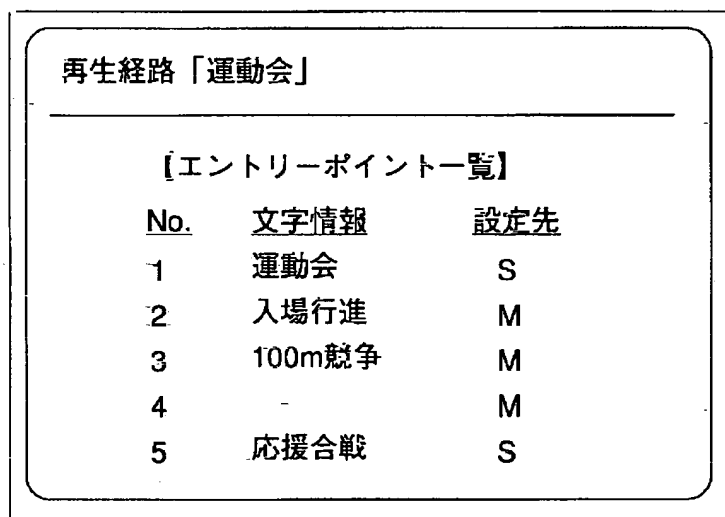 再生経路「運動会」
【エントリーポイント一覧】
No. 文字情報 設定先
1 運動会 S
2 入場行進 M
3 100m競争 M
4 - M
5 応援合戦 S